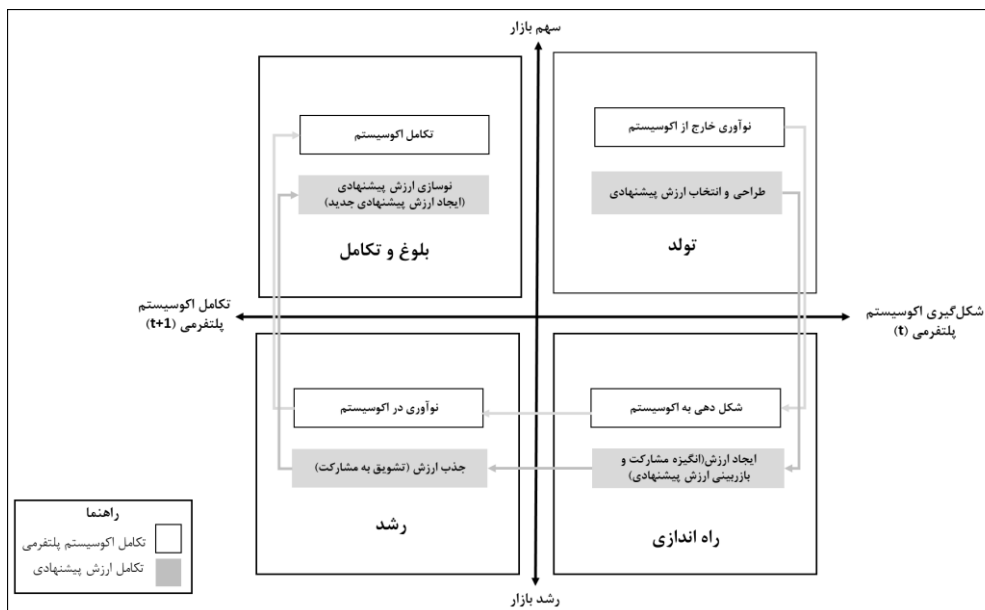 سهم بازار
نوآوری خارج از اکوسیستم
طراحی و انتخاب ارزش پیشنهادی
تولد
تکامل اکوسیستم
نوسازی ارزش پیشنهادی
(ایجاد ارزش پیشنهادی جدید)
بلوغ و تکامل
شکل‌گیری اکوسیستم
پلتفرمی (t)
تکامل اکوسیستم
پلتفرمی (t+1)
شکل دهی به اکوسیستم
ایجاد ارزش(انگیزه مشارکت و
بازربینی ارزش پیشنهادی)
راه اندازی
نوآوری در اکوسیستم
جذب ارزش (تشویق به مشارکت)
رشد
رشد بازار
راهنما
تکامل اکوسیستم پلتفرمی
تکامل ارزش پیشنهادی